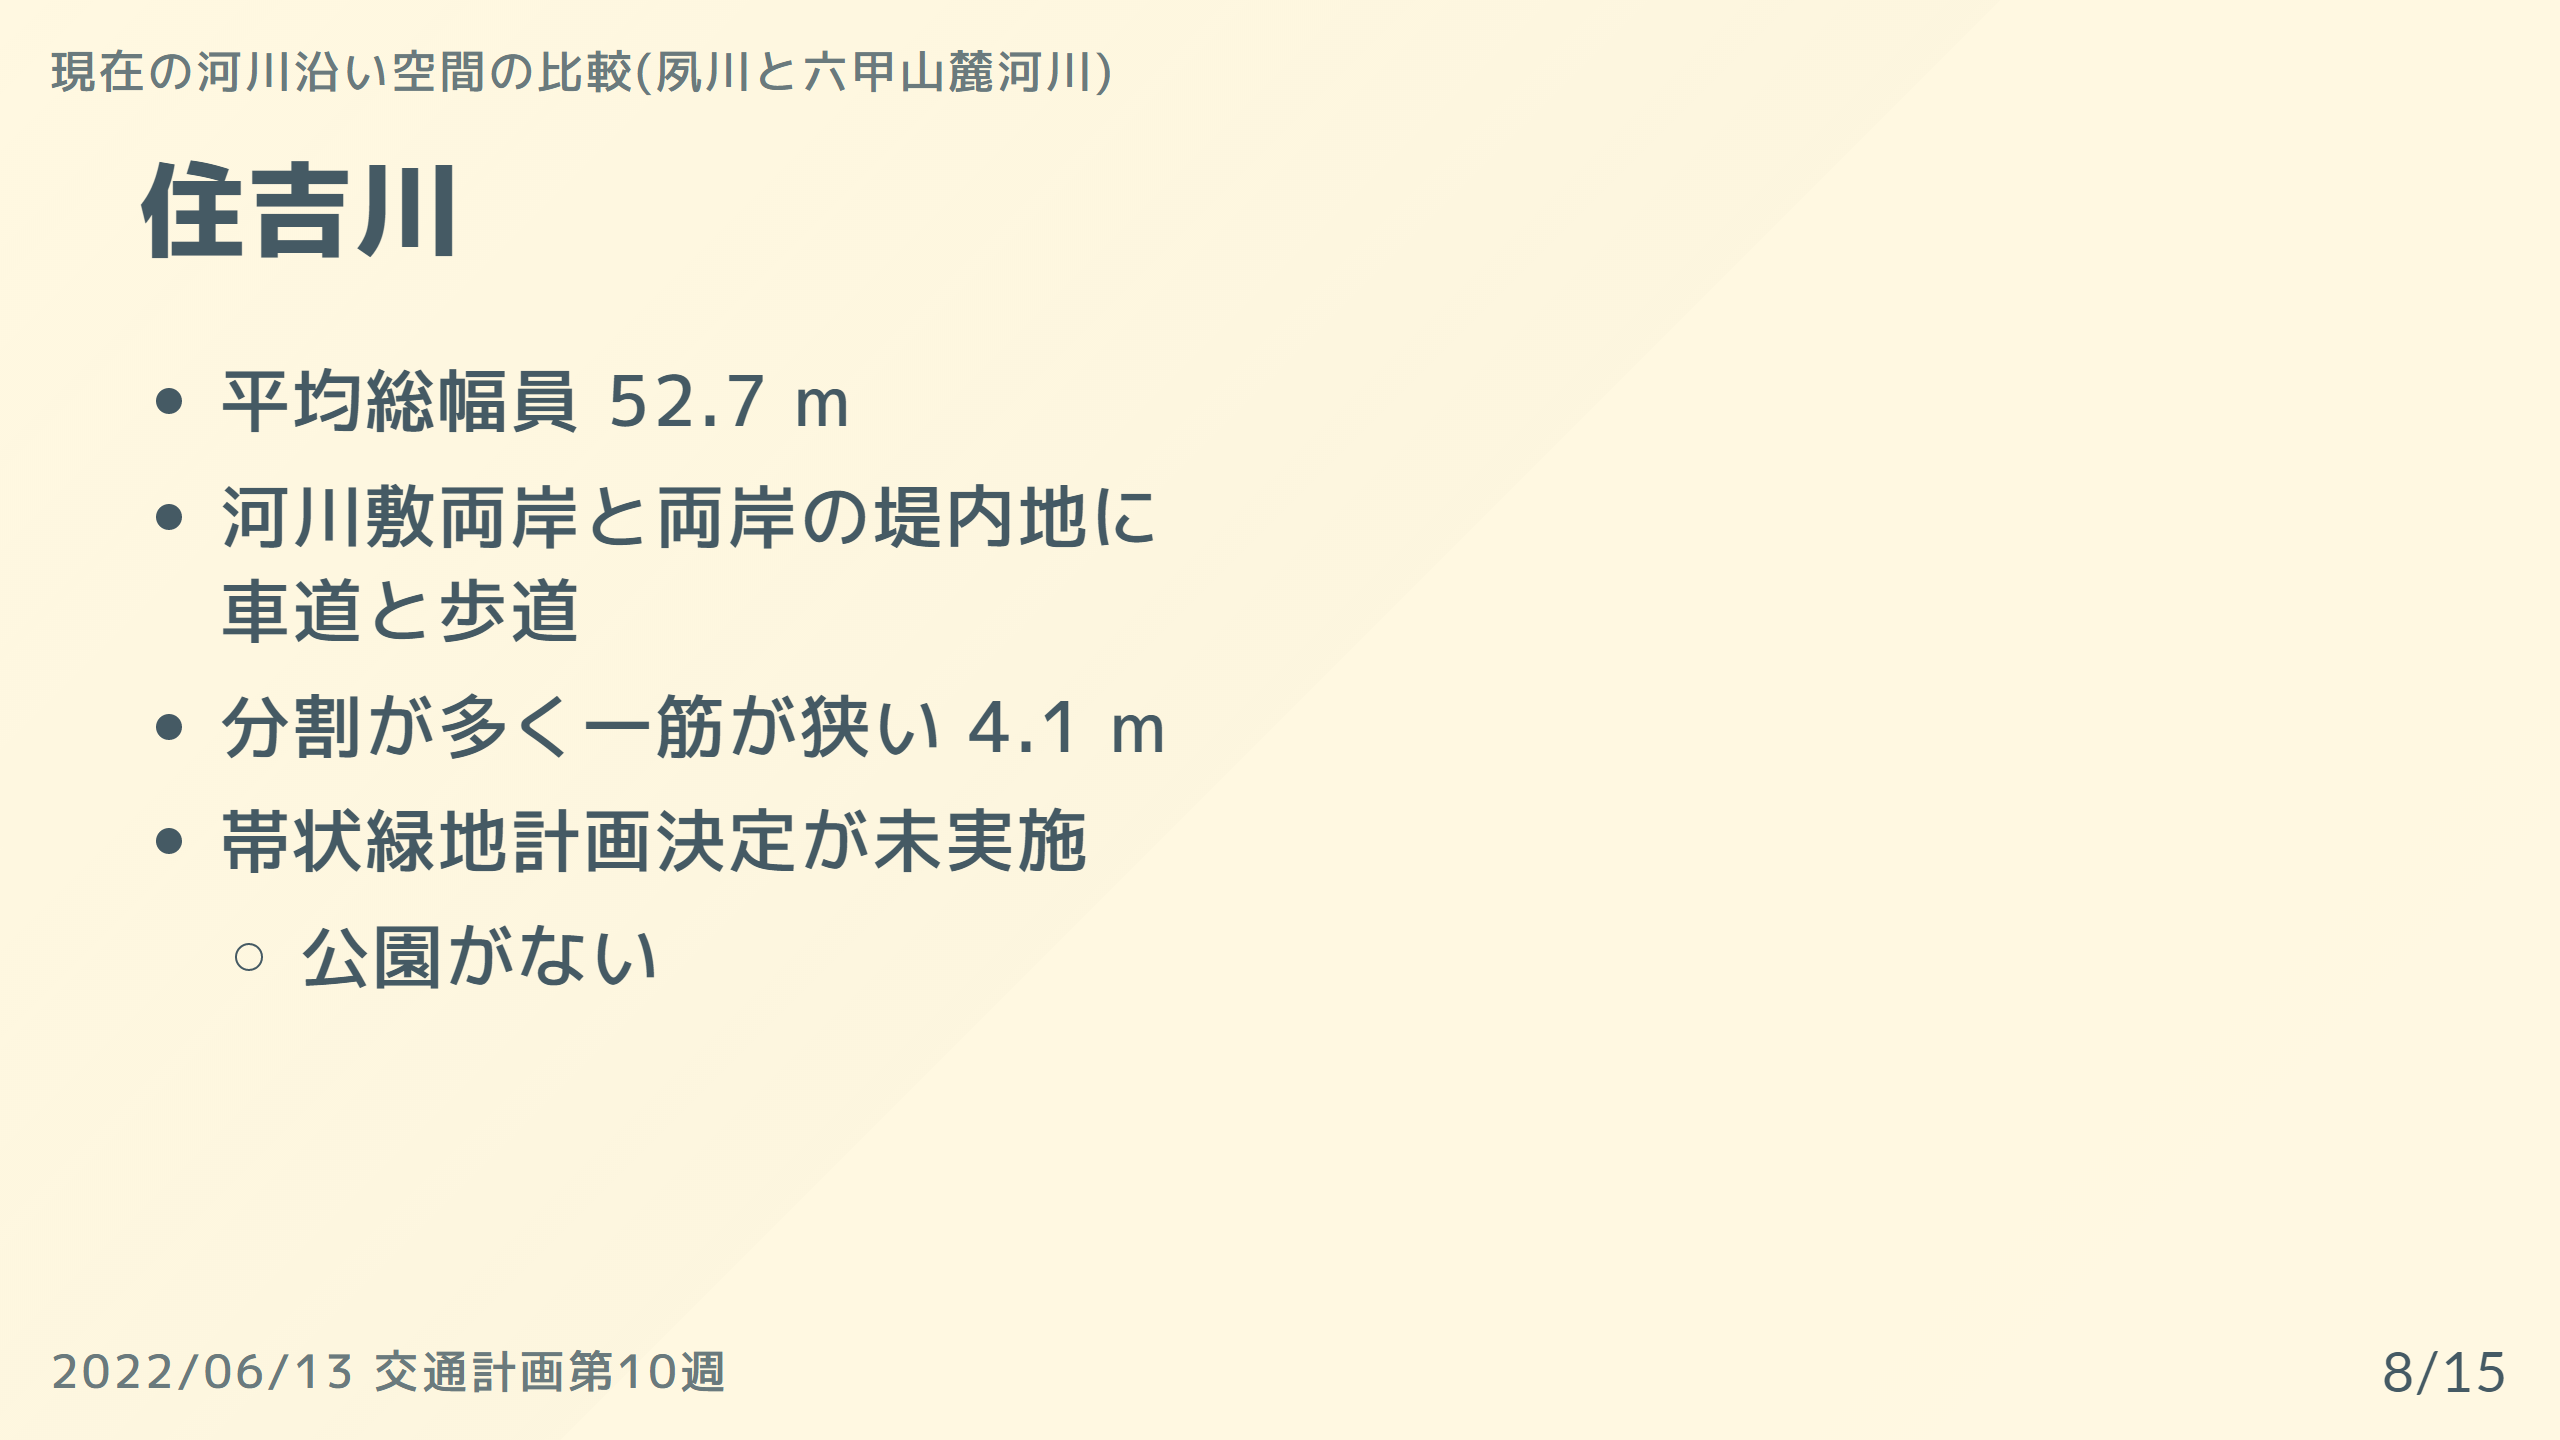 現在の河川沿い空間の比較(夙川と六甲山麓河川)
住吉川
• 平均総幅員 52.7 m
• 河川敷両岸と両岸の堤内地に
車道と歩道
• 分割が多く一筋が狭い 4.1 m
• 帯状緑地計画決定が未実施
○ 公園がない
2022/06/13 交通計画第10週
8/15